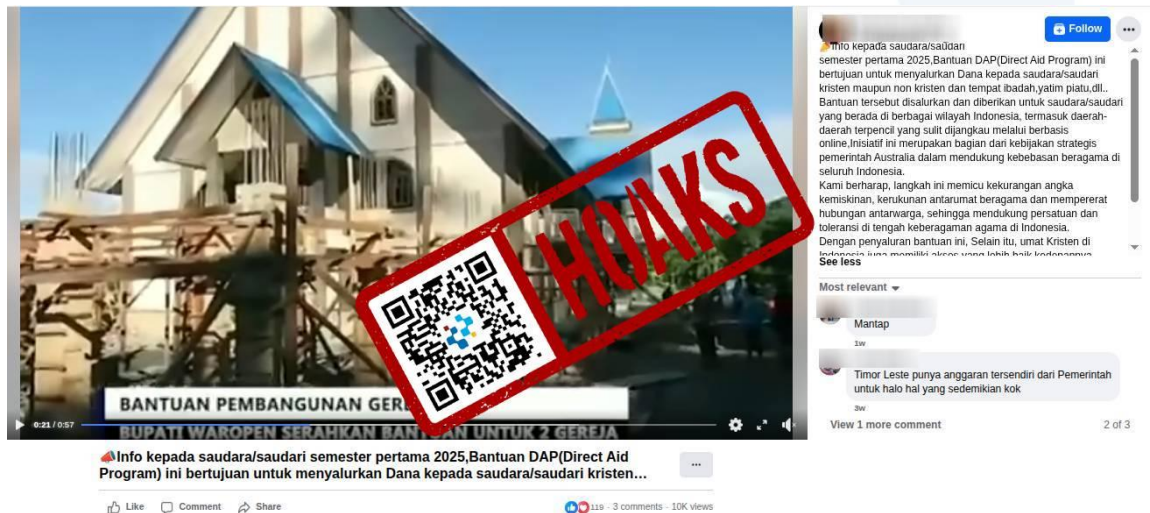 HOAKS
BANTUAN PEMBANGUNAN GER
BUPATI WAROPEN SERAHKAN BANTUAN UNTUK 2 GEREJA
0:21 / 0:57
📣Info kepada saudara/saudari semester pertama 2025,Bantuan DAP(Direct Aid
Program) ini bertujuan untuk menyalurkan Dana kepada saudara/saudari kristen...
Like Comment Share
119 · 3 comments · 10K views
Follow
Info kepada saudara/saudari
semester pertama 2025,Bantuan DAP(Direct Aid Program) ini
bertujuan untuk menyalurkan Dana kepada saudara/saudari
kristen maupun non kristen dan tempat ibadah,yatim piatu,dll..
Bantuan tersebut disalurkan dan diberikan untuk saudara/saudari
yang berada di berbagai wilayah Indonesia, termasuk daerah-
daerah terpencil yang sulit dijangkau melalui berbasis
online,Inisiatif ini merupakan bagian dari kebijakan strategis
pemerintah Australia dalam mendukung kebebasan beragama di
seluruh Indonesia.
Kami berharap, langkah ini memicu kekurangan angka
kemiskinan, kerukunan antarumat beragama dan mempererat
hubungan antarwarga, sehingga mendukung persatuan dan
toleransi di tengah keberagaman agama di Indonesia.
Dengan penyaluran bantuan ini, Selain itu, umat Kristen di
Indonesia juga memiliki akses yang lebih baik kedepannya
See less
Most relevant
Mantap
1w
Timor Leste punya anggaran tersendiri dari Pemerintah
untuk halo hal yang sedemikian kok
3w
View 1 more comment 2 of 3